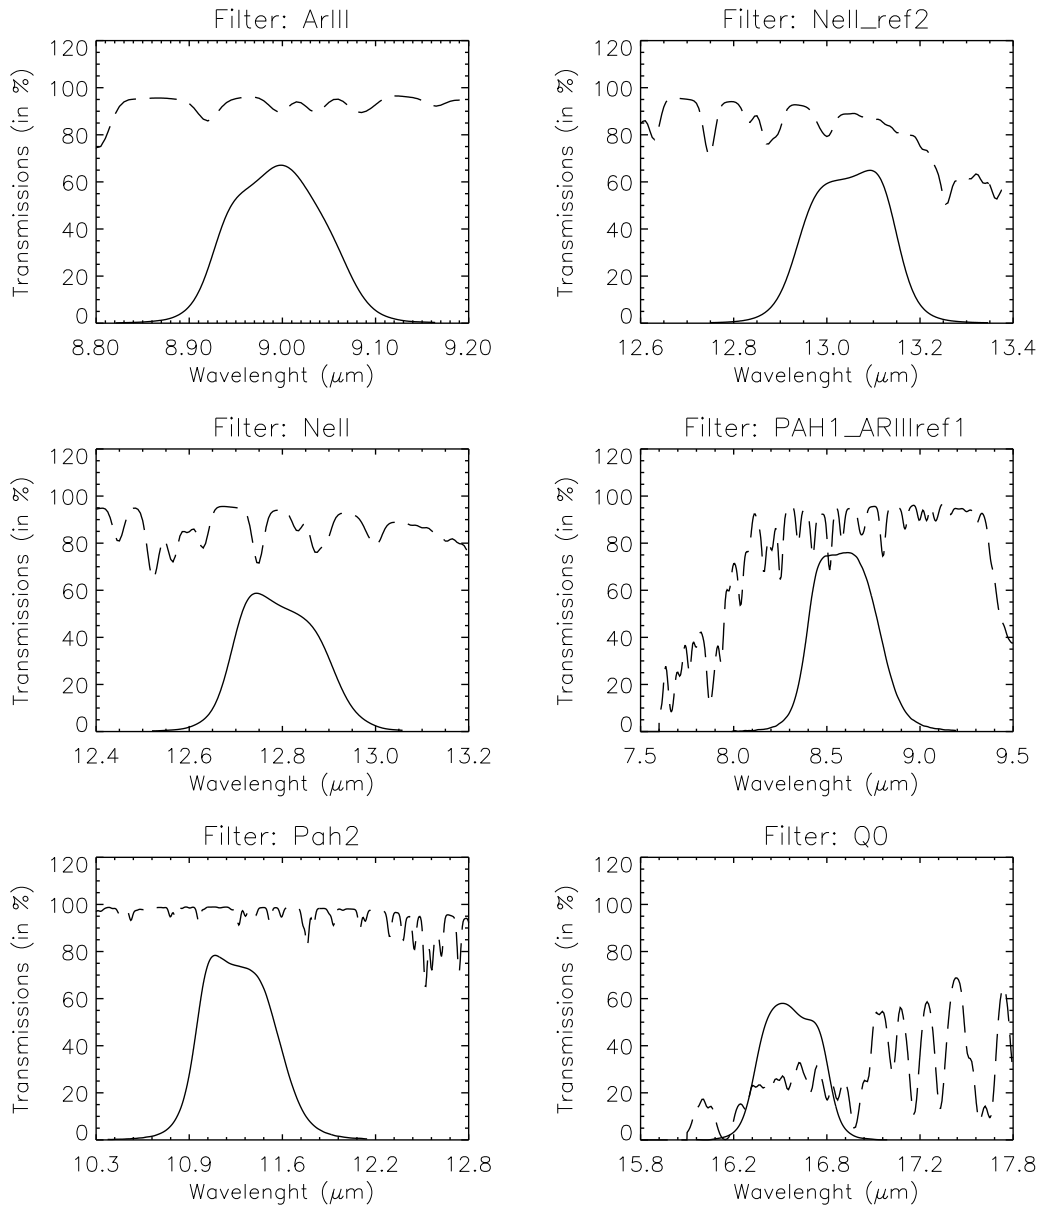 Filter: ArIII
Transmissions (in %)
120
100
80
60
40
20
0
8.80 8.90 9.00 9.10 9.20
Wavelenght (μm)
Filter: NeII_ref2
Transmissions (in %)
120
100
80
60
40
20
0
12.6 12.8 13.0 13.2 13.4
Wavelenght (μm)
Filter: NeII
Transmissions (in %)
120
100
80
60
40
20
0
12.4 12.6 12.8 13.0 13.2
Wavelenght (μm)
Filter: PAH1_ARIIIref1
Transmissions (in %)
120
100
80
60
40
20
0
7.5 8.0 8.5 9.0 9.5
Wavelenght (μm)
Filter: Pah2
Transmissions (in %)
120
100
80
60
40
20
0
10.3 10.9 11.6 12.2 12.8
Wavelenght (μm)
Filter: Q0
Transmissions (in %)
120
100
80
60
40
20
0
15.8 16.2 16.8 17.2 17.8
Wavelenght (μm)